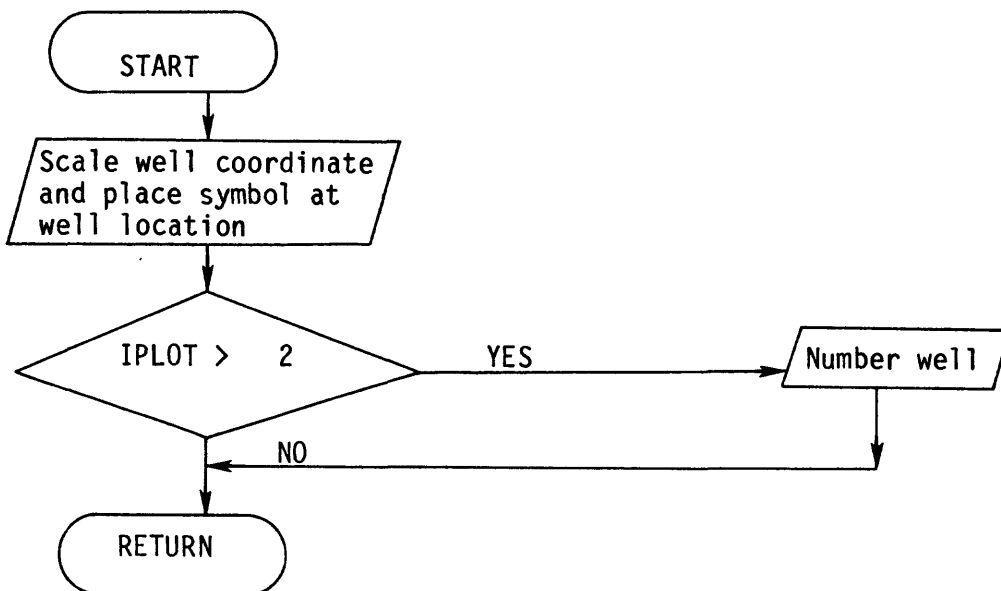 START
Scale well coordinate
and place symbol at
well location
IPLOT > 2
YES
Number well
NO
RETURN